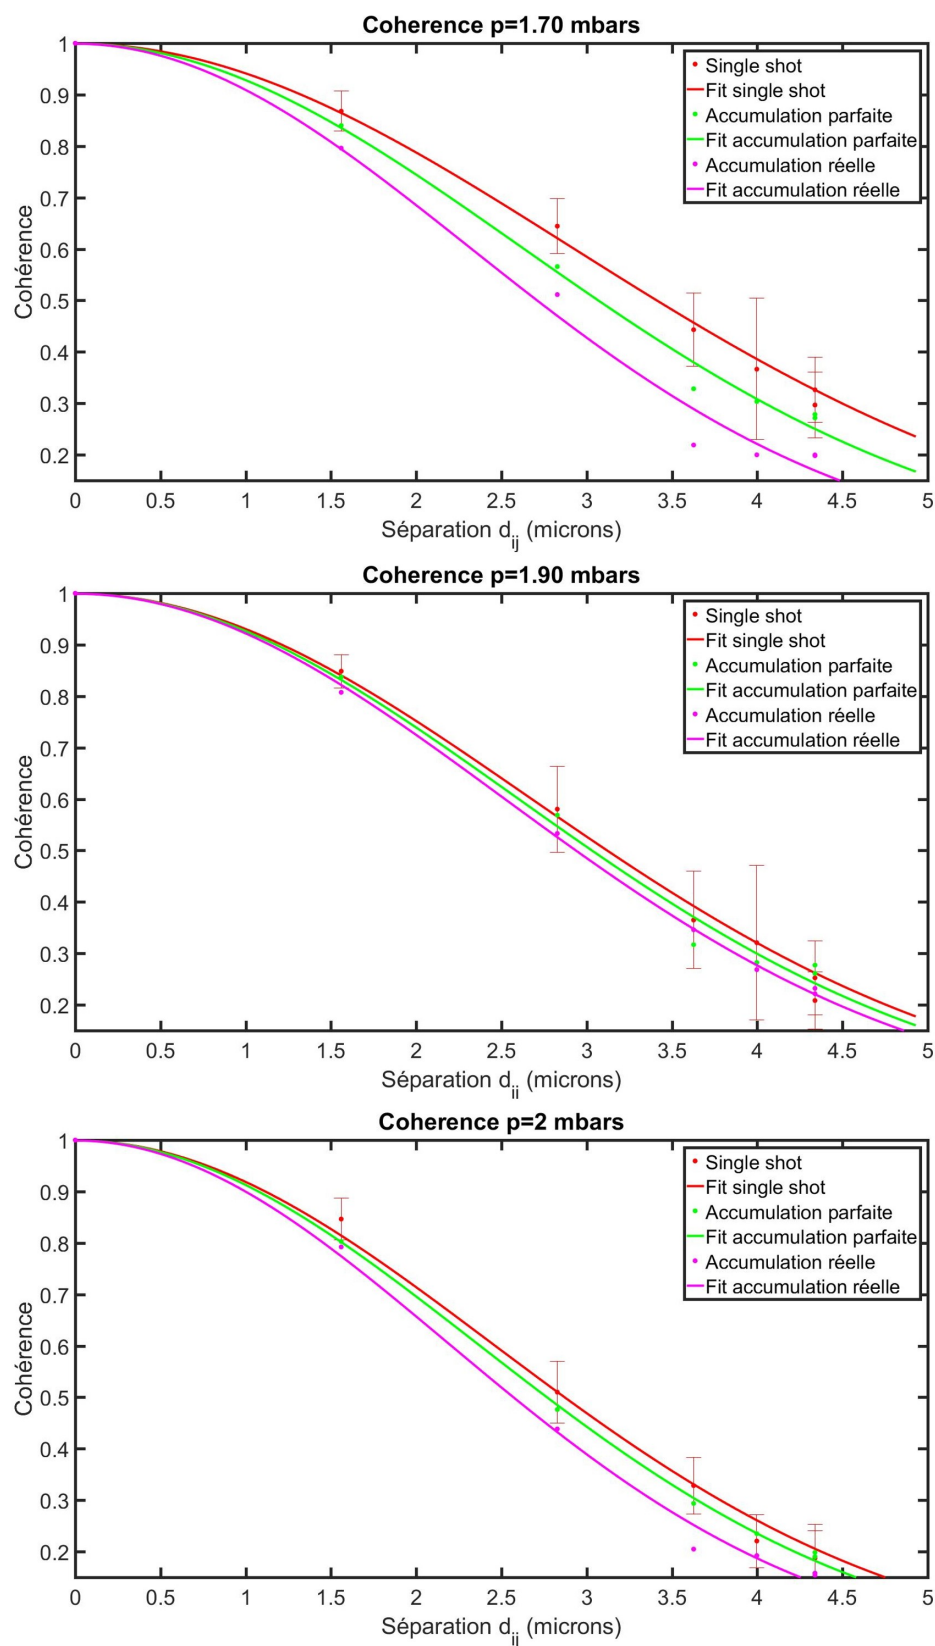 Coherence p=1.70 mbars
1
0.9
0.8
0.7
0.6
0.5
0.4
0.3
0.2
Cohérence
Single shot
Fit single shot
Accumulation parfaite
Fit accumulation parfaite
Accumulation réelle
Fit accumulation réelle
0 0.5 1 1.5 2 2.5 3 3.5 4 4.5 5
Séparation d_ij (microns)
Coherence p=1.90 mbars
1
0.9
0.8
0.7
0.6
0.5
0.4
0.3
0.2
Cohérence
Single shot
Fit single shot
Accumulation parfaite
Fit accumulation parfaite
Accumulation réelle
Fit accumulation réelle
0 0.5 1 1.5 2 2.5 3 3.5 4 4.5 5
Séparation d_ij (microns)
Coherence p=2 mbars
1
0.9
0.8
0.7
0.6
0.5
0.4
0.3
0.2
Cohérence
Single shot
Fit single shot
Accumulation parfaite
Fit accumulation parfaite
Accumulation réelle
Fit accumulation réelle
0 0.5 1 1.5 2 2.5 3 3.5 4 4.5 5
Séparation d_ij (microns)